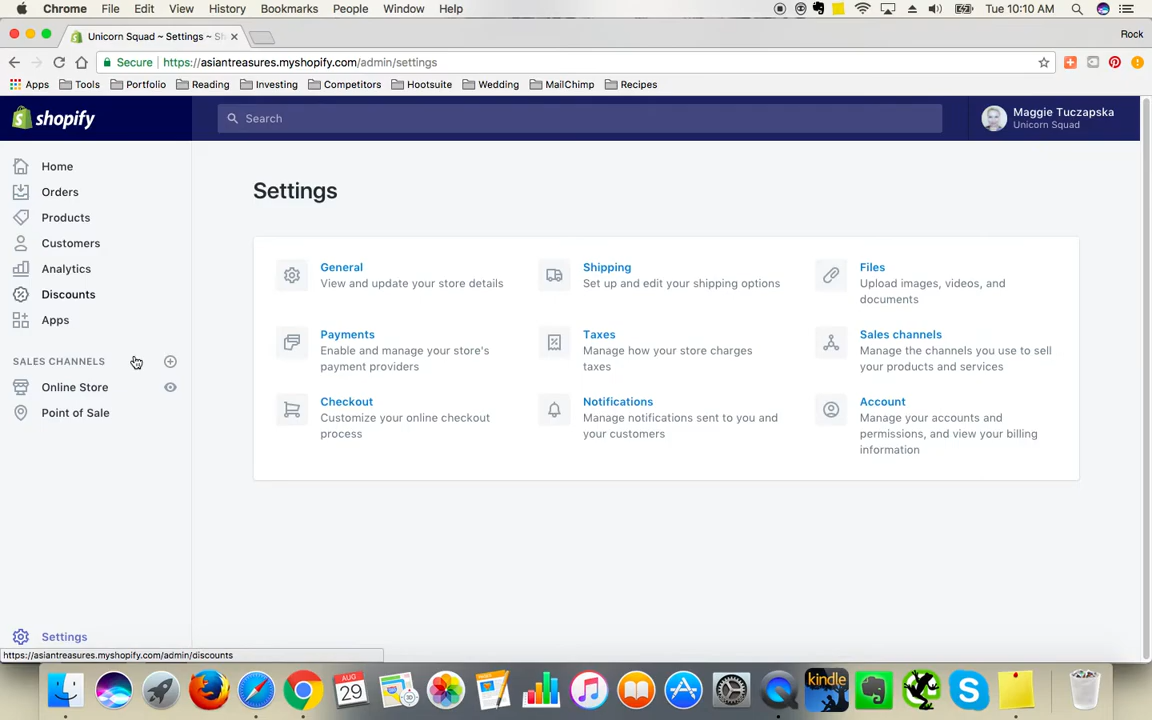 Chrome File Edit View History Bookmarks People Window Help Tue 10:10 AM
Unicorn Squad ~ Settings ~ Sh Rock
Secure https://asiantreasures.myshopify.com/admin/settings
Apps Tools Portfolio Reading Investing Competitors Hootsuite Wedding MailChimp Recipes
shopify Search Maggie Tuczapska
Unicorn Squad
Home
Orders
Products
Customers
Analytics
Discounts
Apps
SALES CHANNELS
Online Store
Point of Sale
Settings
https://asiantreasures.myshopify.com/admin/discounts
Settings
General
View and update your store details
Shipping
Set up and edit your shipping options
Files
Upload images, videos, and
documents
Payments
Enable and manage your store's
payment providers
Taxes
Manage how your store charges
taxes
Sales channels
Manage the channels you use to sell
your products and services
Checkout
Customize your online checkout
process
Notifications
Manage notifications sent to you and
your customers
Account
Manage your accounts and
permissions, and view your billing
information
AUG
29
kindle